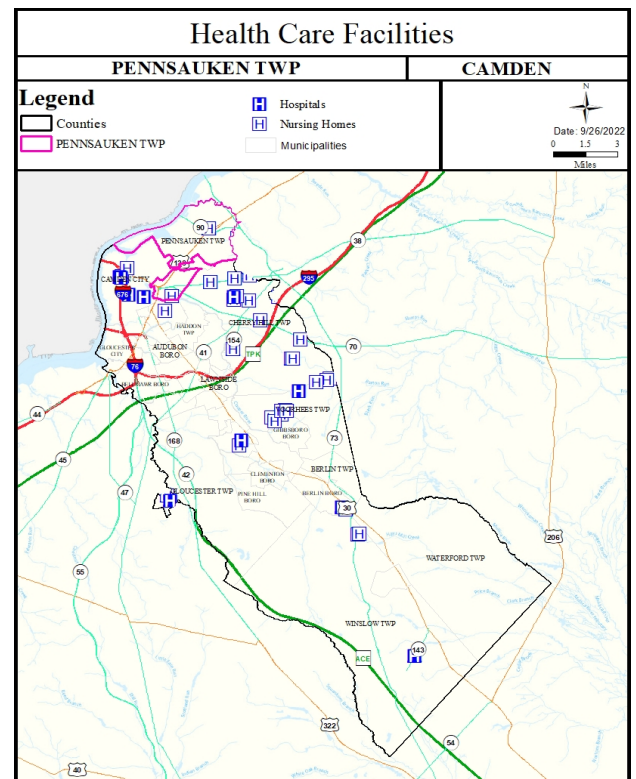 Health Care Facilities
PENNSAUKEN TWP
CAMDEN
Legend
Counties
PENNSAUKEN TWP
H Hospitals
H Nursing Homes
Municipalities
N
Date: 9/26/2022
0 1.5 3
Miles
90
PENNSAUKEN TWP
38
130
295
CAMDEN CITY
676
HADDON
TWP
CHERRY HILL TWP
GLOUCESTER
CITY
AUDUBON
BORO
154
41
TPK
70
76
BELLMAWR BORO
LAWNSIDE
BORO
44
VOORHEES TWP
GIBBSBORO
BORO
168
73
45
42
BERLIN TWP
CLEMENTON
BORO
47
GLOUCESTER TWP
PINE HILL
BORO
BERLIN BORO
30
206
WATERFORD TWP
55
WINSLOW TWP
143
ACE
322
54
40